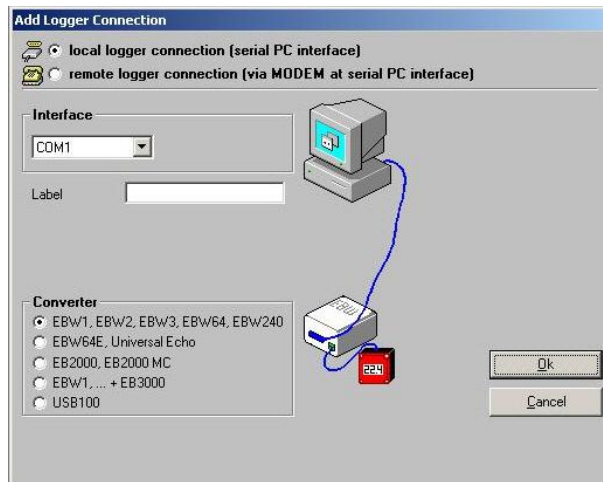 Add Logger Connection
local logger connection (serial PC interface)
remote logger connection (via MODEM at serial PC interface)
Interface
COM1
Label
Converter
EBW1, EBW2, EBW3, EBW64, EBW240
EBW64E, Universal Echo
EB2000, EB2000 MC
EBW1, ... + EB3000
USB100
EBW
22.4
Ok
Cancel